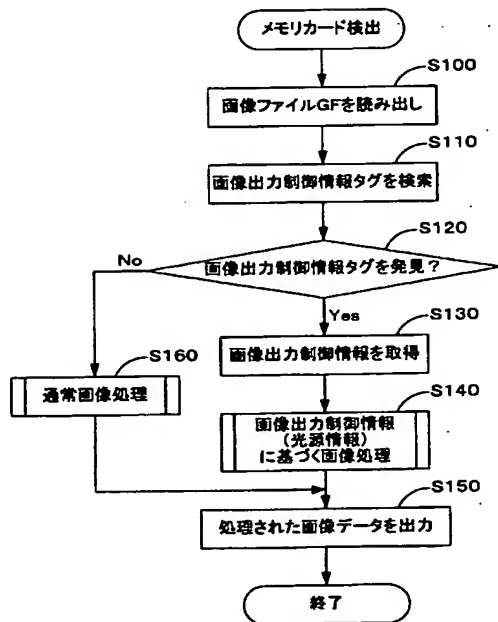 メモリカード検出
S100
画像ファイルGFを読み出し
S110
画像出力制御情報タグを検索
S120
画像出力制御情報タグを発見?
No
Yes
S130
画像出力制御情報を取得
S160
通常画像処理
S140
画像出力制御情報
(光源情報)
に基づく画像処理
S150
処理された画像データを出力
終了